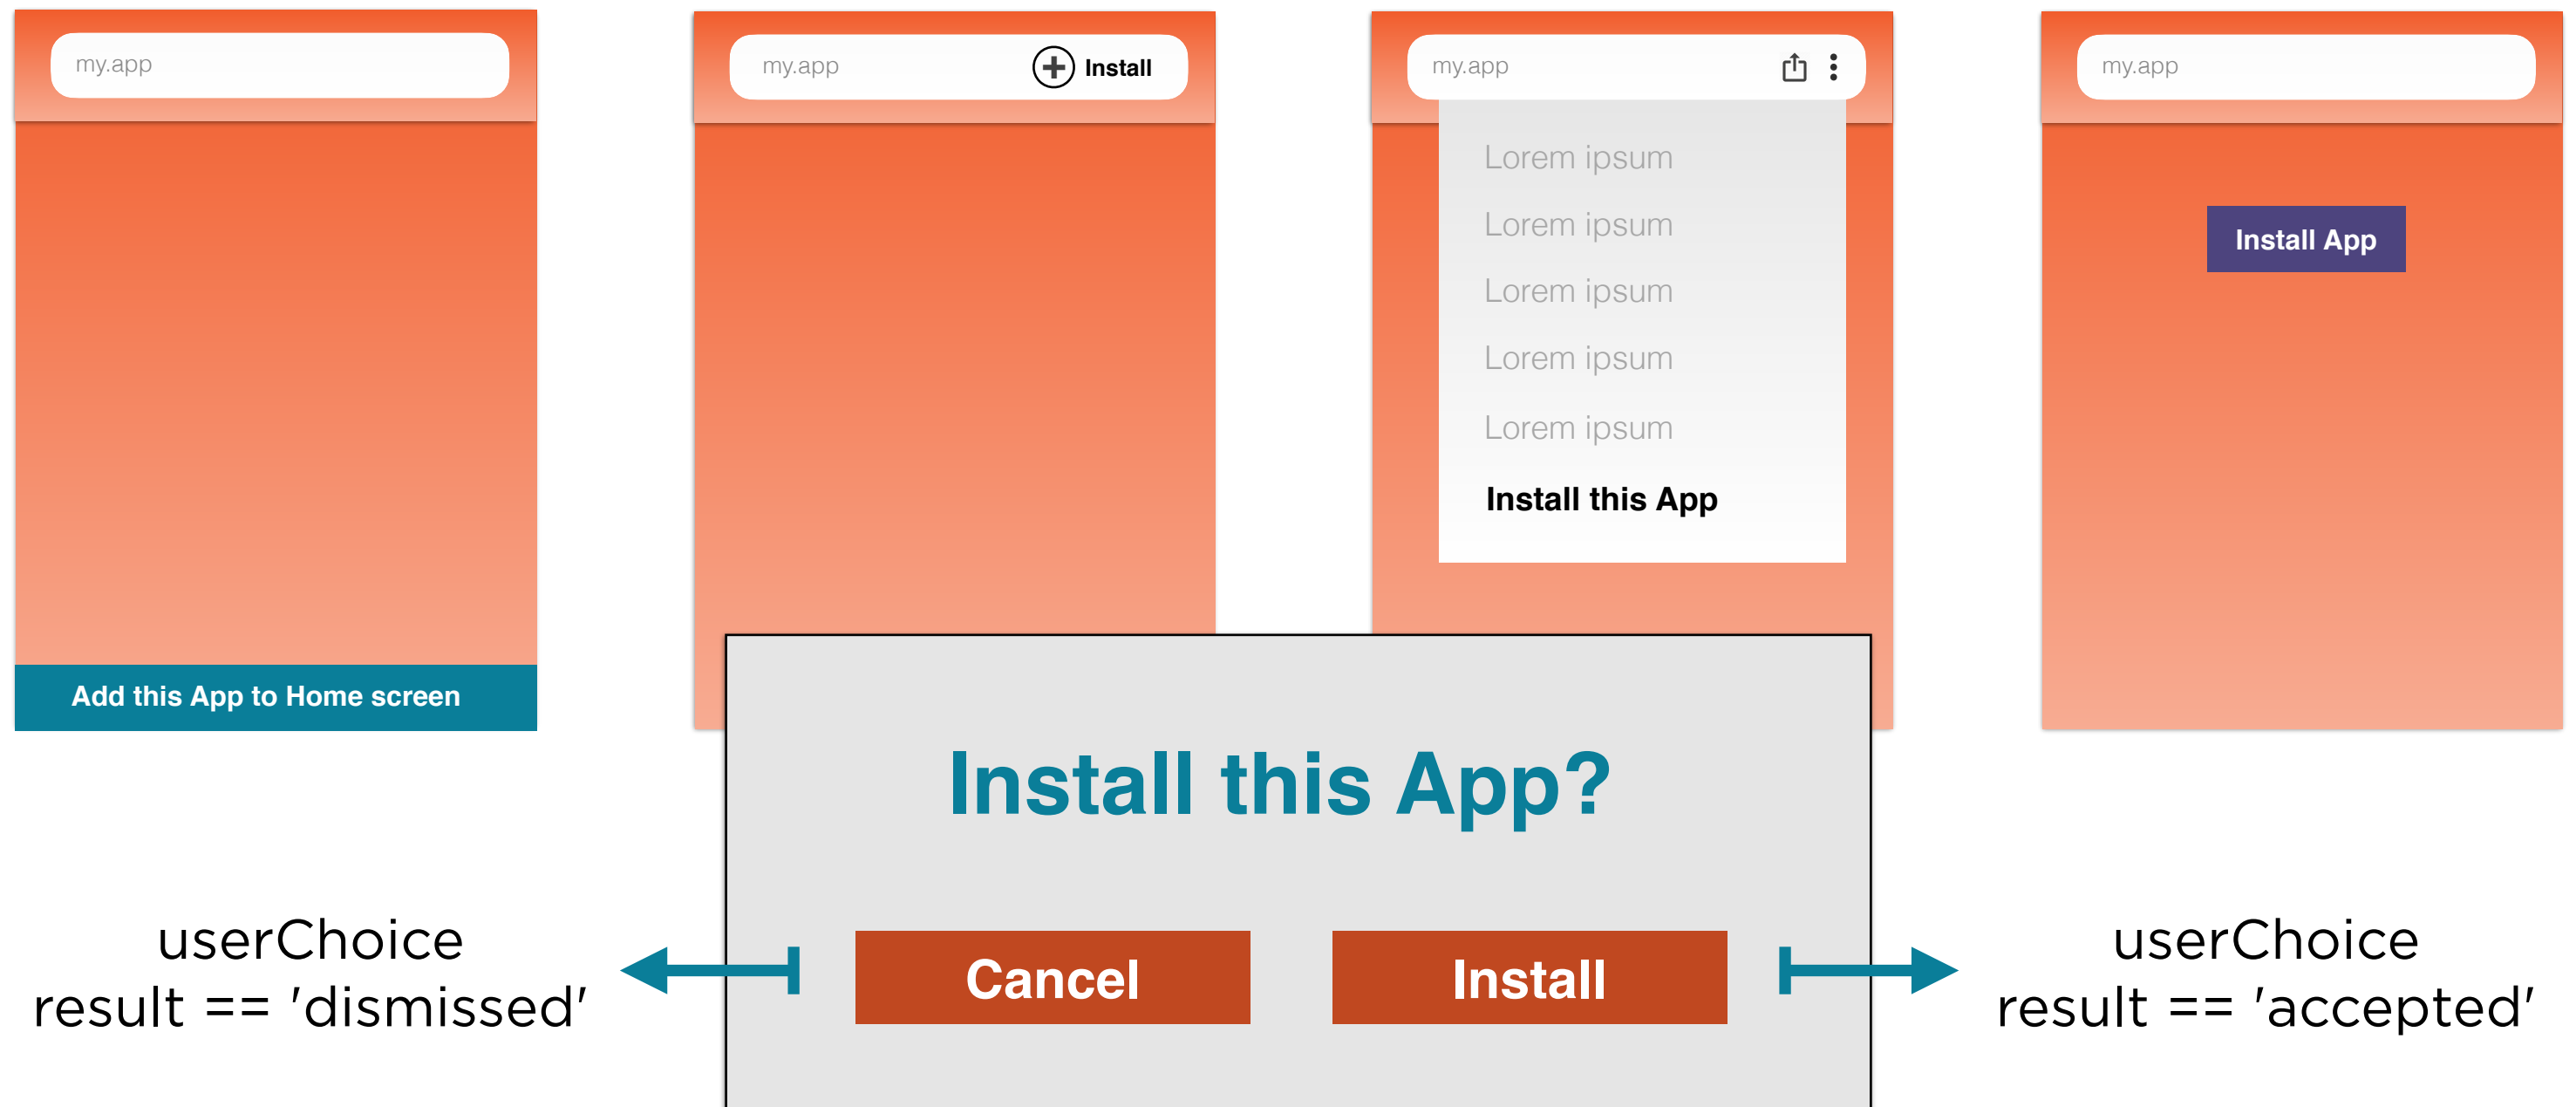 my.app
Add this App to Home screen
my.app
Install
my.app
Lorem ipsum
Lorem ipsum
Lorem ipsum
Lorem ipsum
Lorem ipsum
Install this App
my.app
Install App
Install this App?
Cancel
Install
userChoice
result == 'dismissed'
userChoice
result == 'accepted'